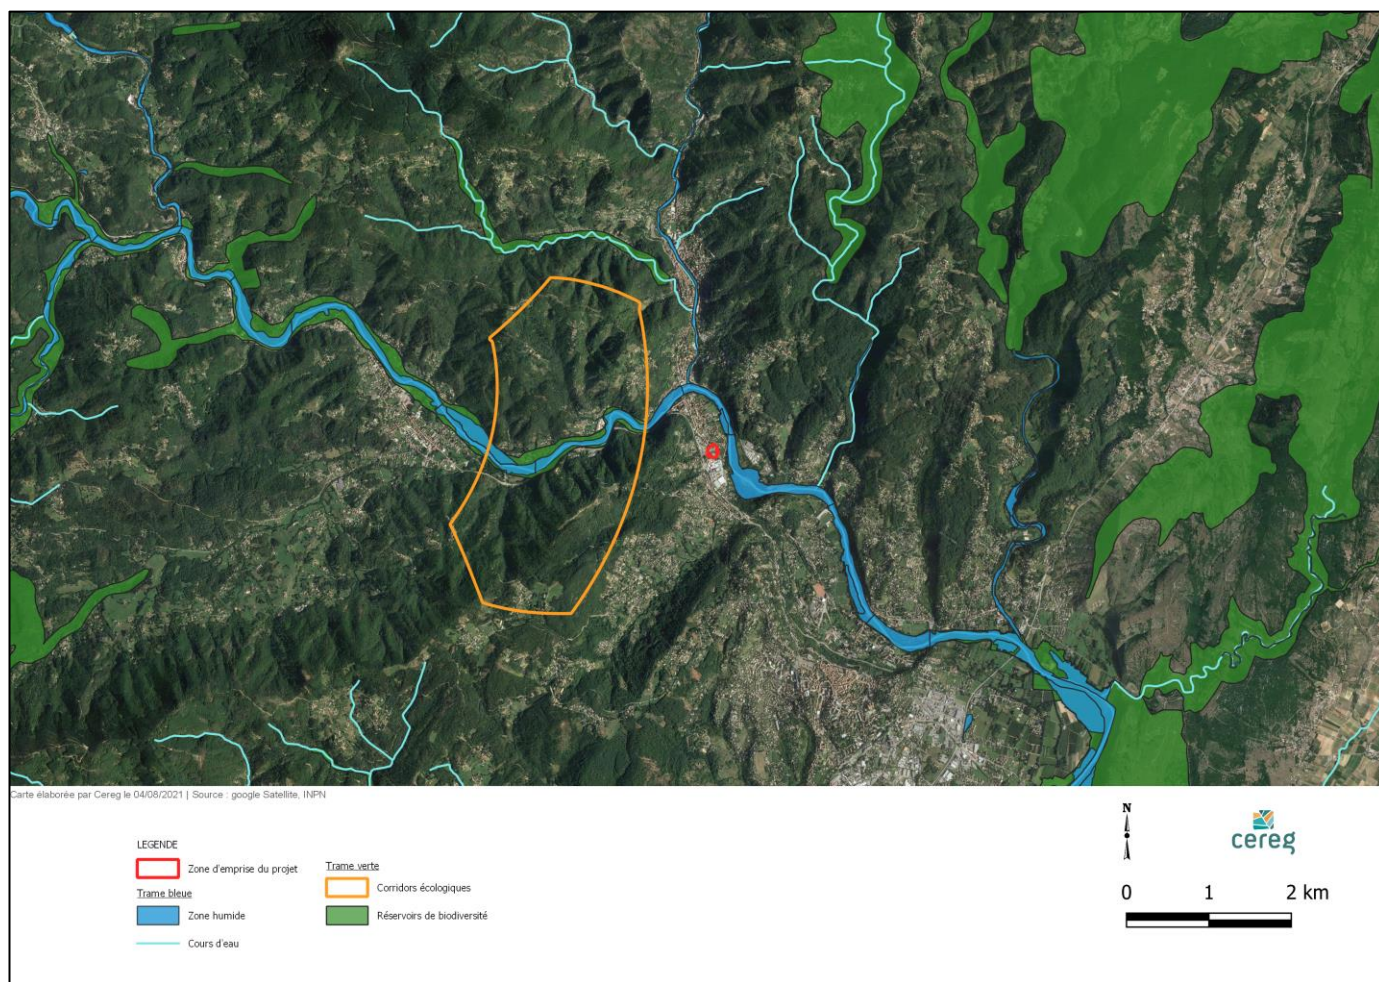 Carte élaborée par Cereg le 04/08/2021 | Source : google Satellite, INPN
LEGENDE
Zone d'emprise du projet
Trame bleue
Zone humide
Cours d'eau
Trame verte
Corridors écologiques
Réservoirs de biodiversité
N
cereg
0 1 2 km